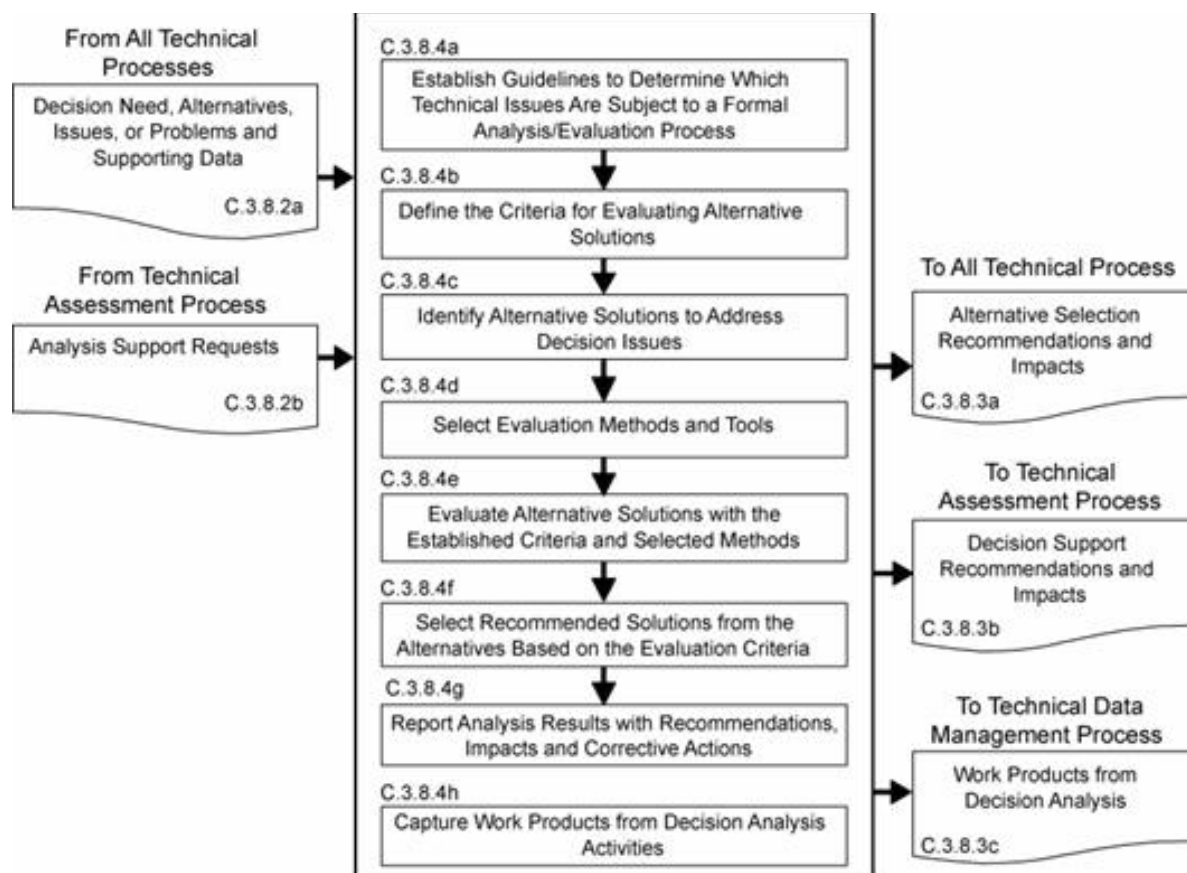 From All Technical
Processes
Decision Need, Alternatives,
Issues, or Problems and
Supporting Data
C.3.8.2a
From Technical
Assessment Process
Analysis Support Requests
C.3.8.2b
C.3.8.4a
Establish Guidelines to Determine Which
Technical Issues Are Subject to a Formal
Analysis/Evaluation Process
C.3.8.4b
Define the Criteria for Evaluating Alternative
Solutions
C.3.8.4c
Identify Alternative Solutions to Address
Decision Issues
C.3.8.4d
Select Evaluation Methods and Tools
C.3.8.4e
Evaluate Alternative Solutions with the
Established Criteria and Selected Methods
C.3.8.4f
Select Recommended Solutions from the
Alternatives Based on the Evaluation Criteria
C.3.8.4g
Report Analysis Results with Recommendations,
Impacts and Corrective Actions
C.3.8.4h
Capture Work Products from Decision Analysis
Activities
To All Technical Process
Alternative Selection
Recommendations and
Impacts
C.3.8.3a
To Technical
Assessment Process
Decision Support
Recommendations and
Impacts
C.3.8.3b
To Technical Data
Management Process
Work Products from
Decision Analysis
C.3.8.3c